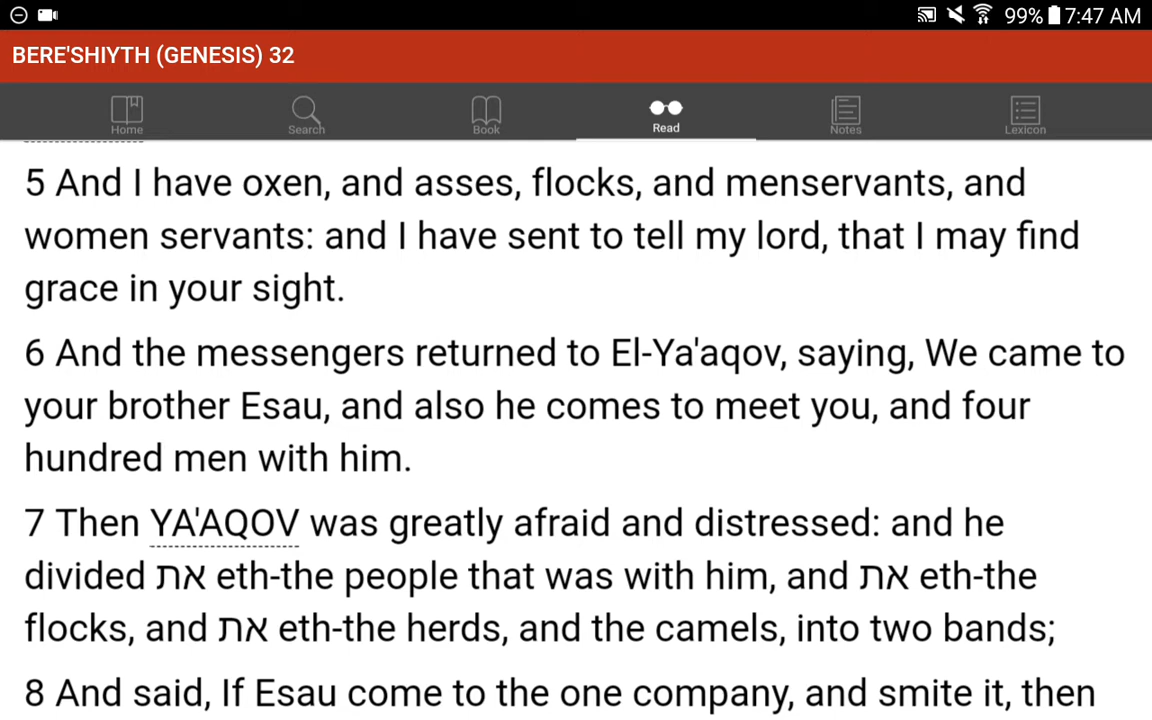 99% 7:47 AM
BERE'SHIYTH (GENESIS) 32
Home Search Book Read Notes Lexicon
5 And I have oxen, and asses, flocks, and menservants, and
women servants: and I have sent to tell my lord, that I may find
grace in your sight.
6 And the messengers returned to El-Ya'aqov, saying, We came to
your brother Esau, and also he comes to meet you, and four
hundred men with him.
7 Then YA'AQOV was greatly afraid and distressed: and he
divided את eth-the people that was with him, and את eth-the
flocks, and את eth-the herds, and the camels, into two bands;
8 And said, If Esau come to the one company, and smite it, then